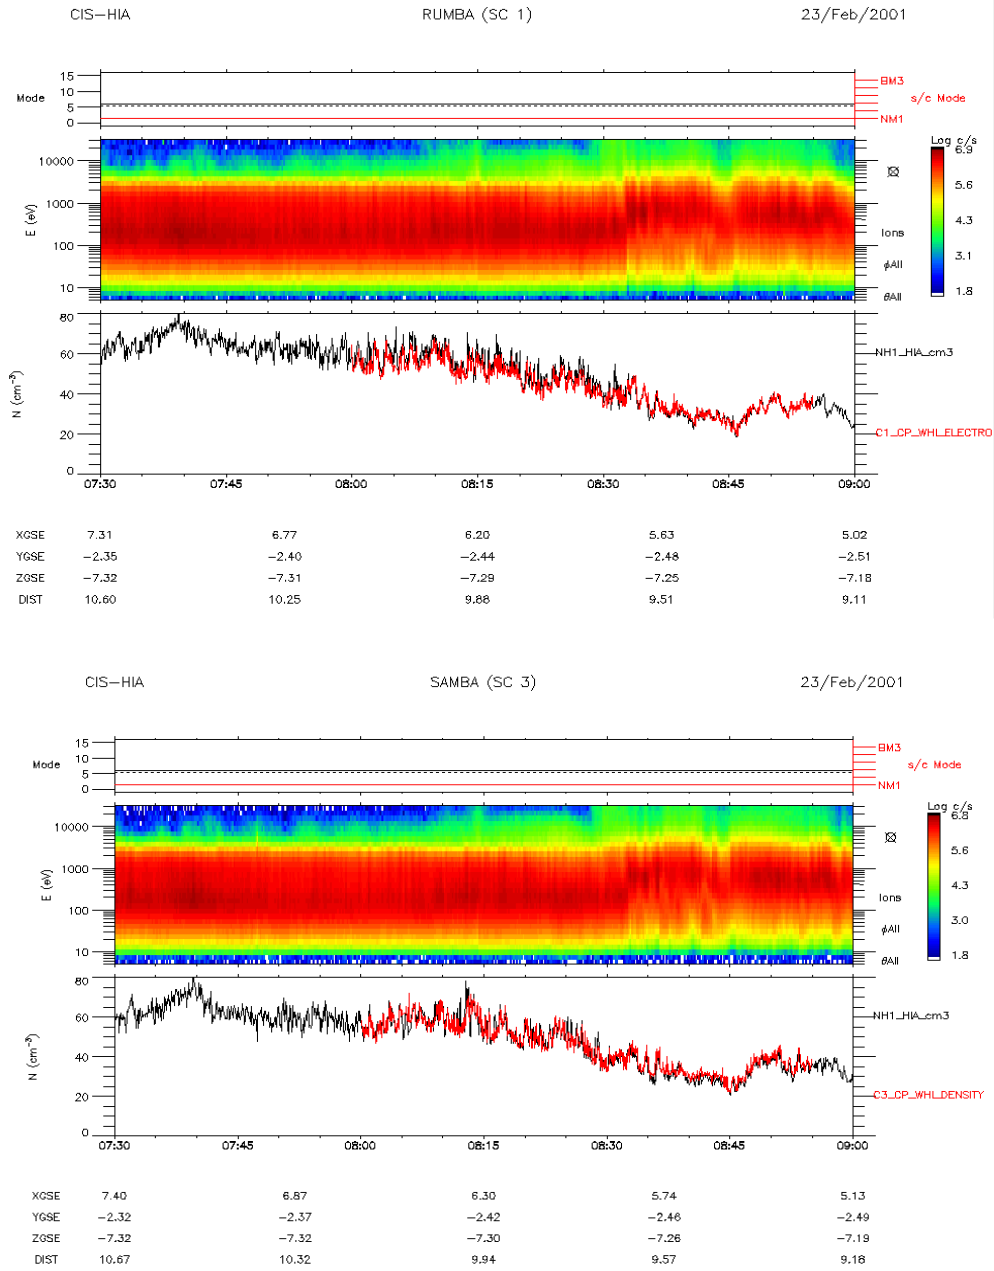 CIS-HIA RUMBA (SC 1) 23/Feb/2001
15
10
5
0
Mode
BM3
s/c Mode
NM1
10000
1000
100
10
E (eV)
Ions
ϕAll
θAll
Log c/s
6.9
5.6
4.3
3.1
1.8
80
60
40
20
0
N (cm⁻³)
NH1_HIA_cm3
C1_CP_WHI_ELECTRO
07:30 07:45 08:00 08:15 08:30 08:45 09:00
XGSE 7.31 6.77 6.20 5.63 5.02
YGSE -2.35 -2.40 -2.44 -2.48 -2.51
ZGSE -7.32 -7.31 -7.29 -7.25 -7.18
DIST 10.60 10.25 9.88 9.51 9.11
CIS-HIA SAMBA (SC 3) 23/Feb/2001
15
10
5
0
Mode
BM3
s/c Mode
NM1
10000
1000
100
10
E (eV)
Ions
ϕAll
θAll
Log c/s
6.8
5.6
4.3
3.0
1.8
80
60
40
20
0
N (cm⁻³)
NH1_HIA_cm3
C3_CP_WHI_DENSITY
07:30 07:45 08:00 08:15 08:30 08:45 09:00
XGSE 7.40 6.87 6.30 5.74 5.13
YGSE -2.32 -2.37 -2.42 -2.46 -2.49
ZGSE -7.32 -7.32 -7.30 -7.26 -7.19
DIST 10.67 10.32 9.94 9.57 9.18